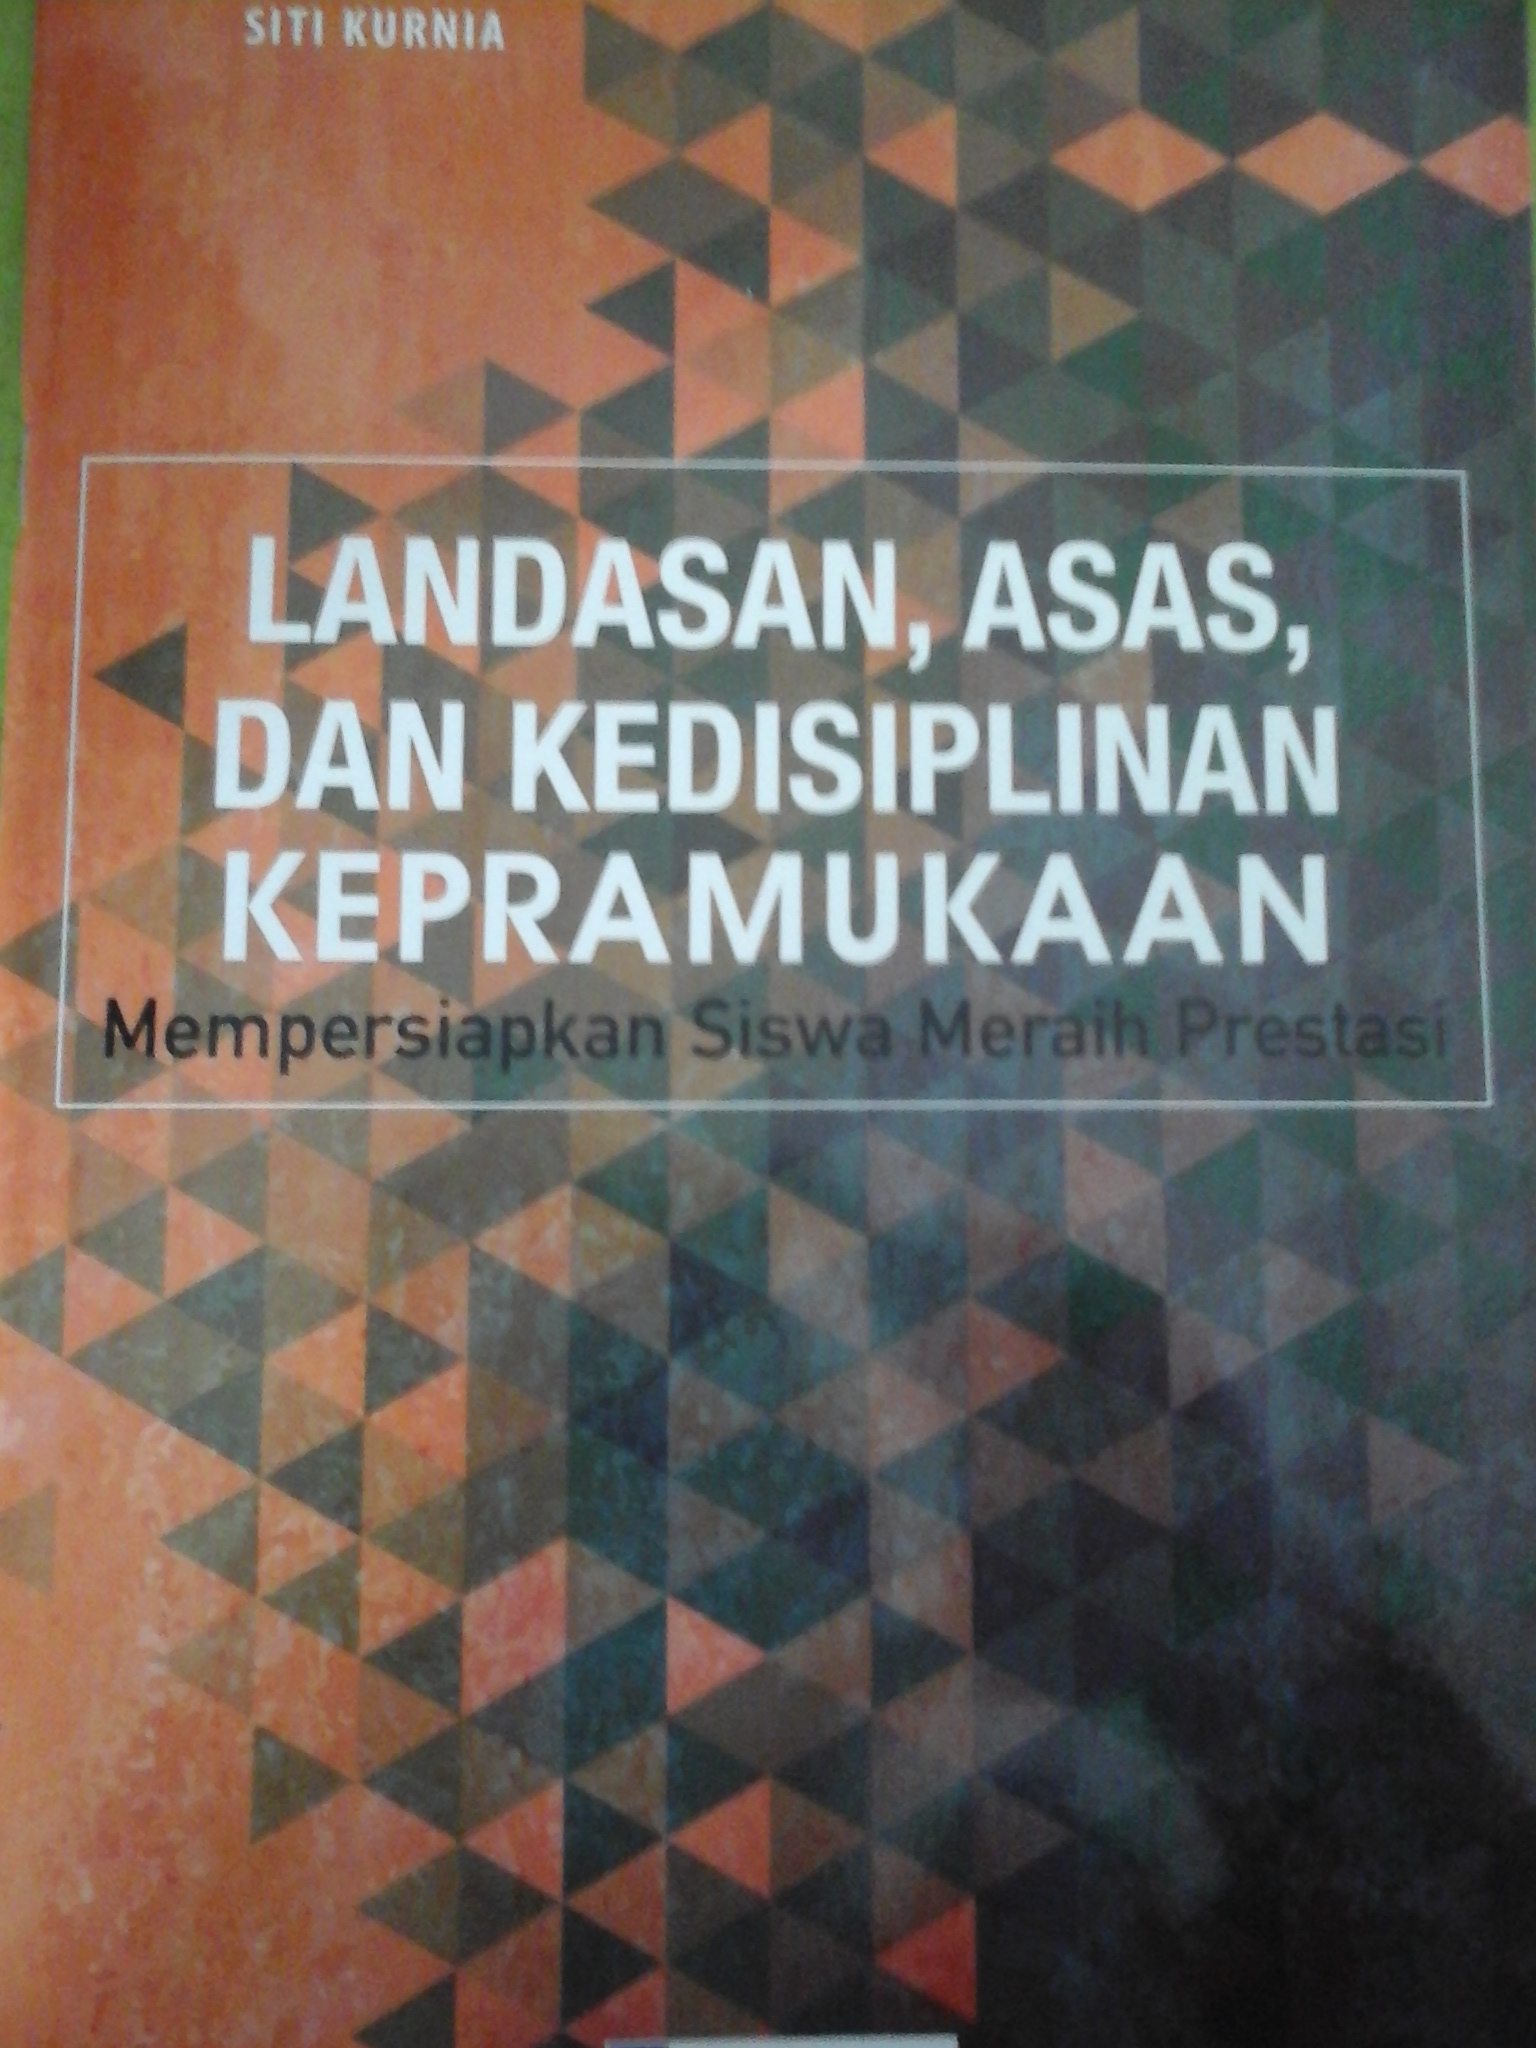 SITI KURNIA
LANDASAN, ASAS,
DAN KEDISIPLINAN
KEPRAMUKAAN
Mempersiapkan Siswa Meraih Prestasi